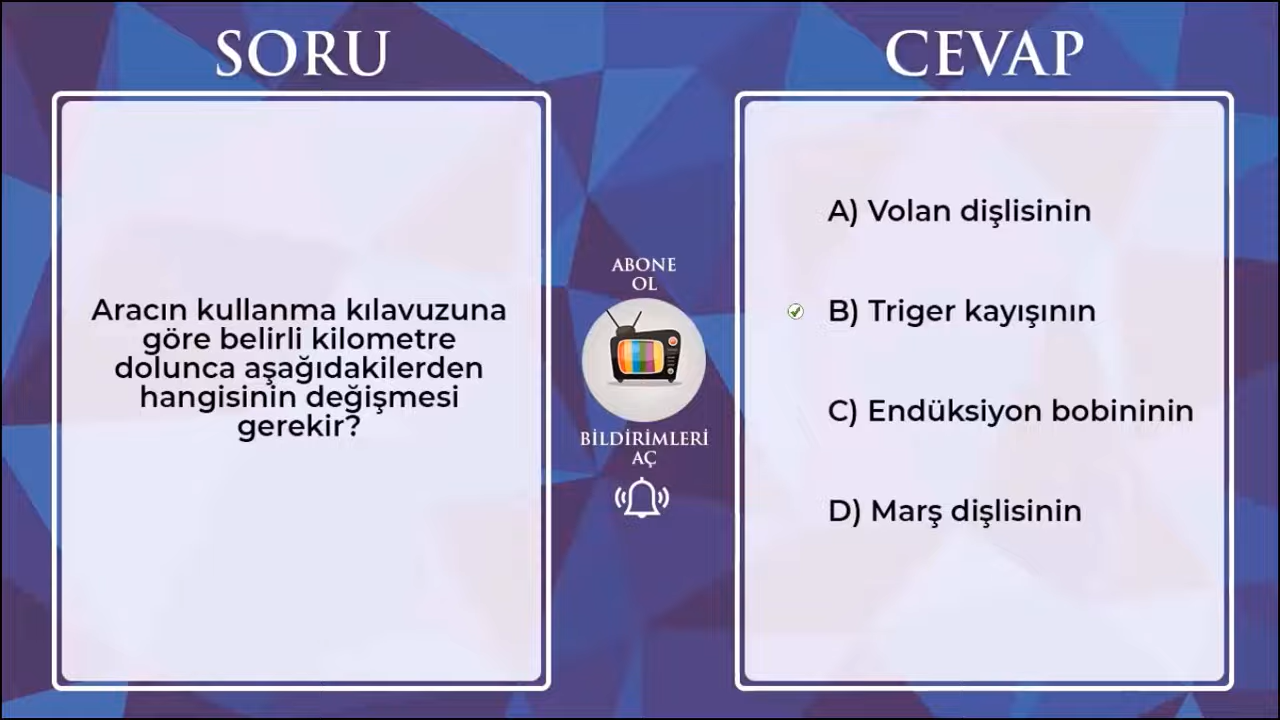 SORU
Aracın kullanma kılavuzuna
göre belirli kilometre
dolunca aşağıdakilerden
hangisinin değişmesi
gerekir?
ABONE
OL
BİLDİRİMLERİ
AÇ
CEVAP
A) Volan dişlisinin
B) Triger kayışının
C) Endüksiyon bobininin
D) Marş dişlisinin